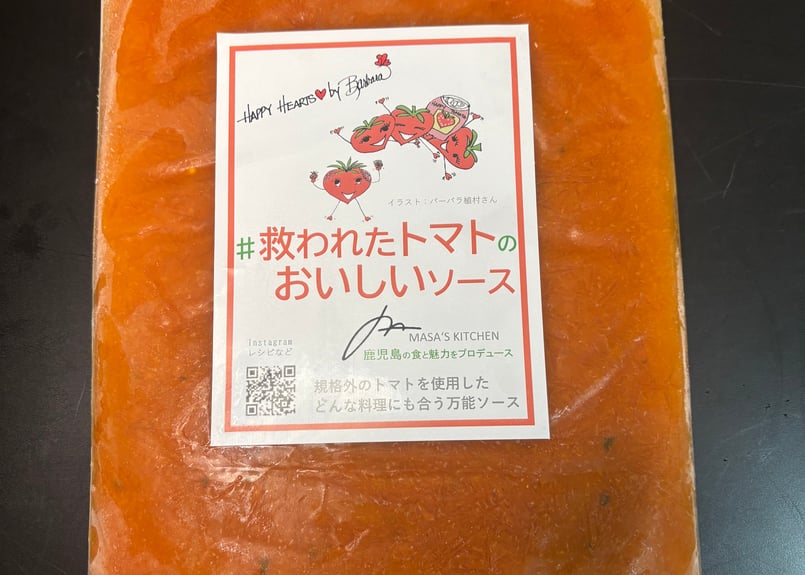 HAPPY HEARTS♥by Barbara
イラスト：バーバラ植村さん
#救われたトマトの
おいしいソース
MASA'S KITCHEN
鹿児島の食と魅力をプロデュース
Instagram
レシピなど
規格外のトマトを使用した
どんな料理にも合う万能ソース